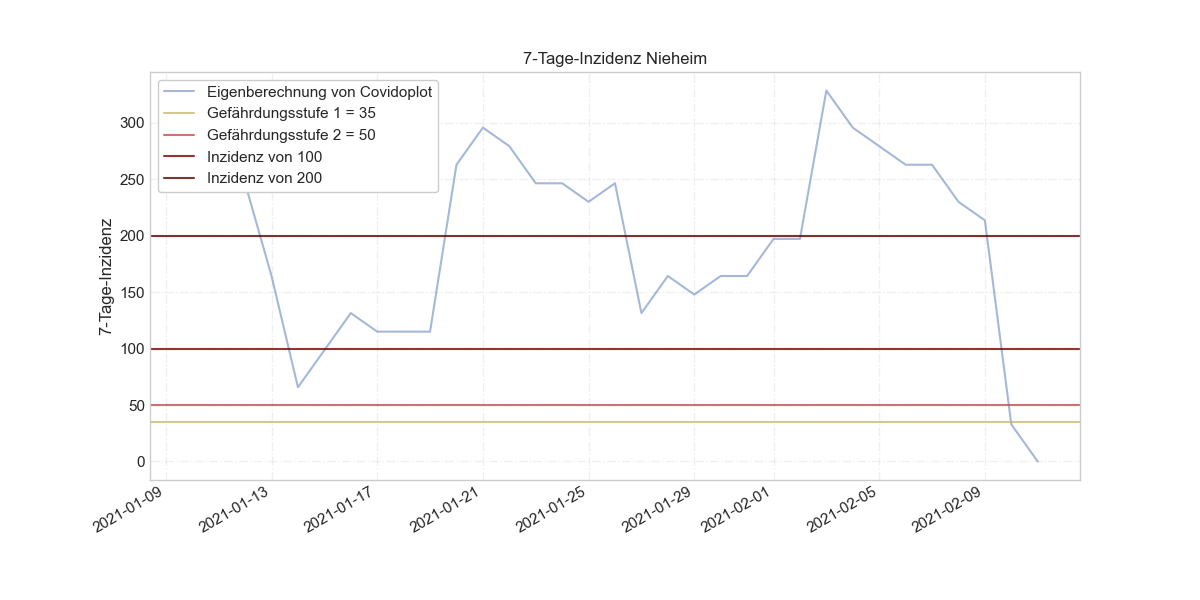 7-Tage-Inzidenz Nieheim
Eigenberechnung von Covidoplot
Gefährdungsstufe 1 = 35
Gefährdungsstufe 2 = 50
Inzidenz von 100
Inzidenz von 200
7-Tage-Inzidenz
300
250
200
150
100
50
0
2021-01-09
2021-01-13
2021-01-17
2021-01-21
2021-01-25
2021-01-29
2021-02-01
2021-02-05
2021-02-09